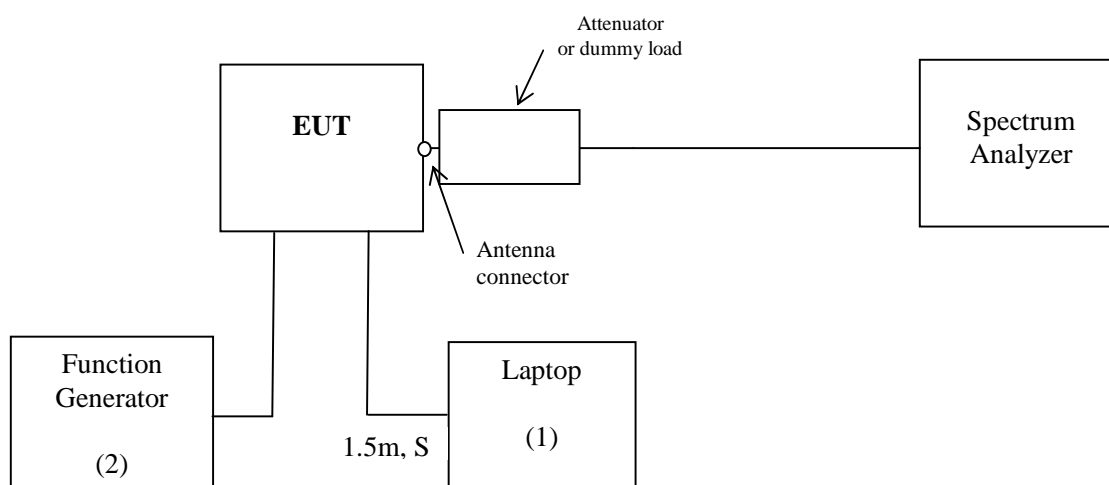 Attenuator
or dummy load
EUT
Spectrum
Analyzer
Antenna
connector
Function
Generator
(2)
Laptop
(1)
1.5m, S